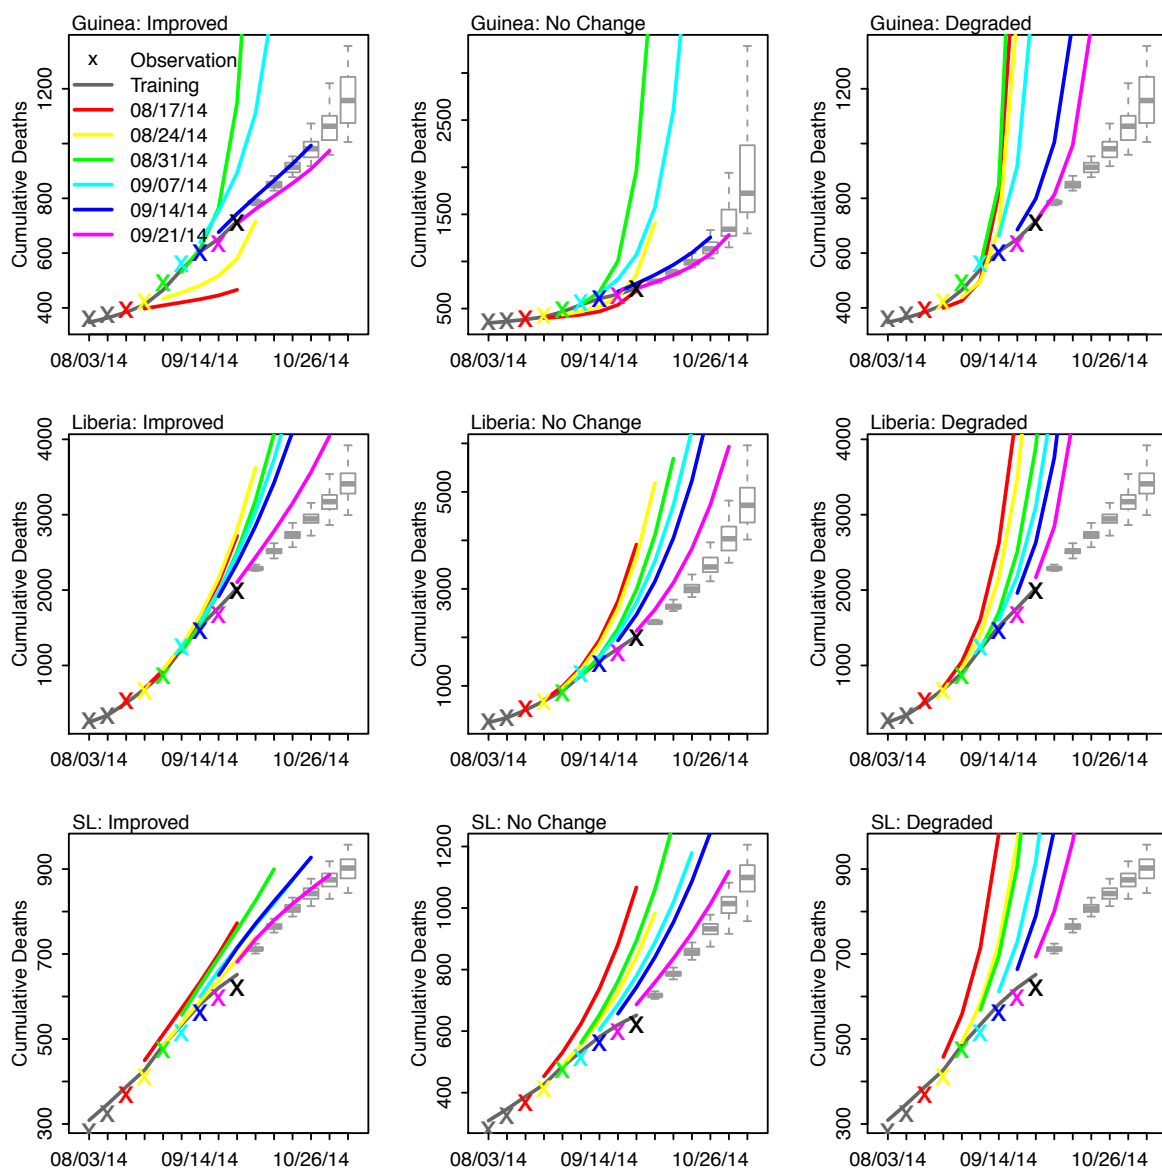 Guinea: Improved
Guinea: No Change
Guinea: Degraded
Cumulative Deaths
400
600
800
1200
x Observation
Training
08/17/14
08/24/14
08/31/14
09/07/14
09/14/14
09/21/14
08/03/14 09/14/14 10/26/14
Cumulative Deaths
500
1500
2500
08/03/14 09/14/14 10/26/14
Cumulative Deaths
400
600
800
1200
08/03/14 09/14/14 10/26/14
Liberia: Improved
Liberia: No Change
Liberia: Degraded
Cumulative Deaths
1000
2000
3000
4000
08/03/14 09/14/14 10/26/14
Cumulative Deaths
1000
3000
5000
08/03/14 09/14/14 10/26/14
Cumulative Deaths
1000
2000
3000
4000
08/03/14 09/14/14 10/26/14
SL: Improved
SL: No Change
SL: Degraded
Cumulative Deaths
300
500
700
900
08/03/14 09/14/14 10/26/14
Cumulative Deaths
400
600
800
1000
1200
08/03/14 09/14/14 10/26/14
Cumulative Deaths
300
500
700
900
08/03/14 09/14/14 10/26/14